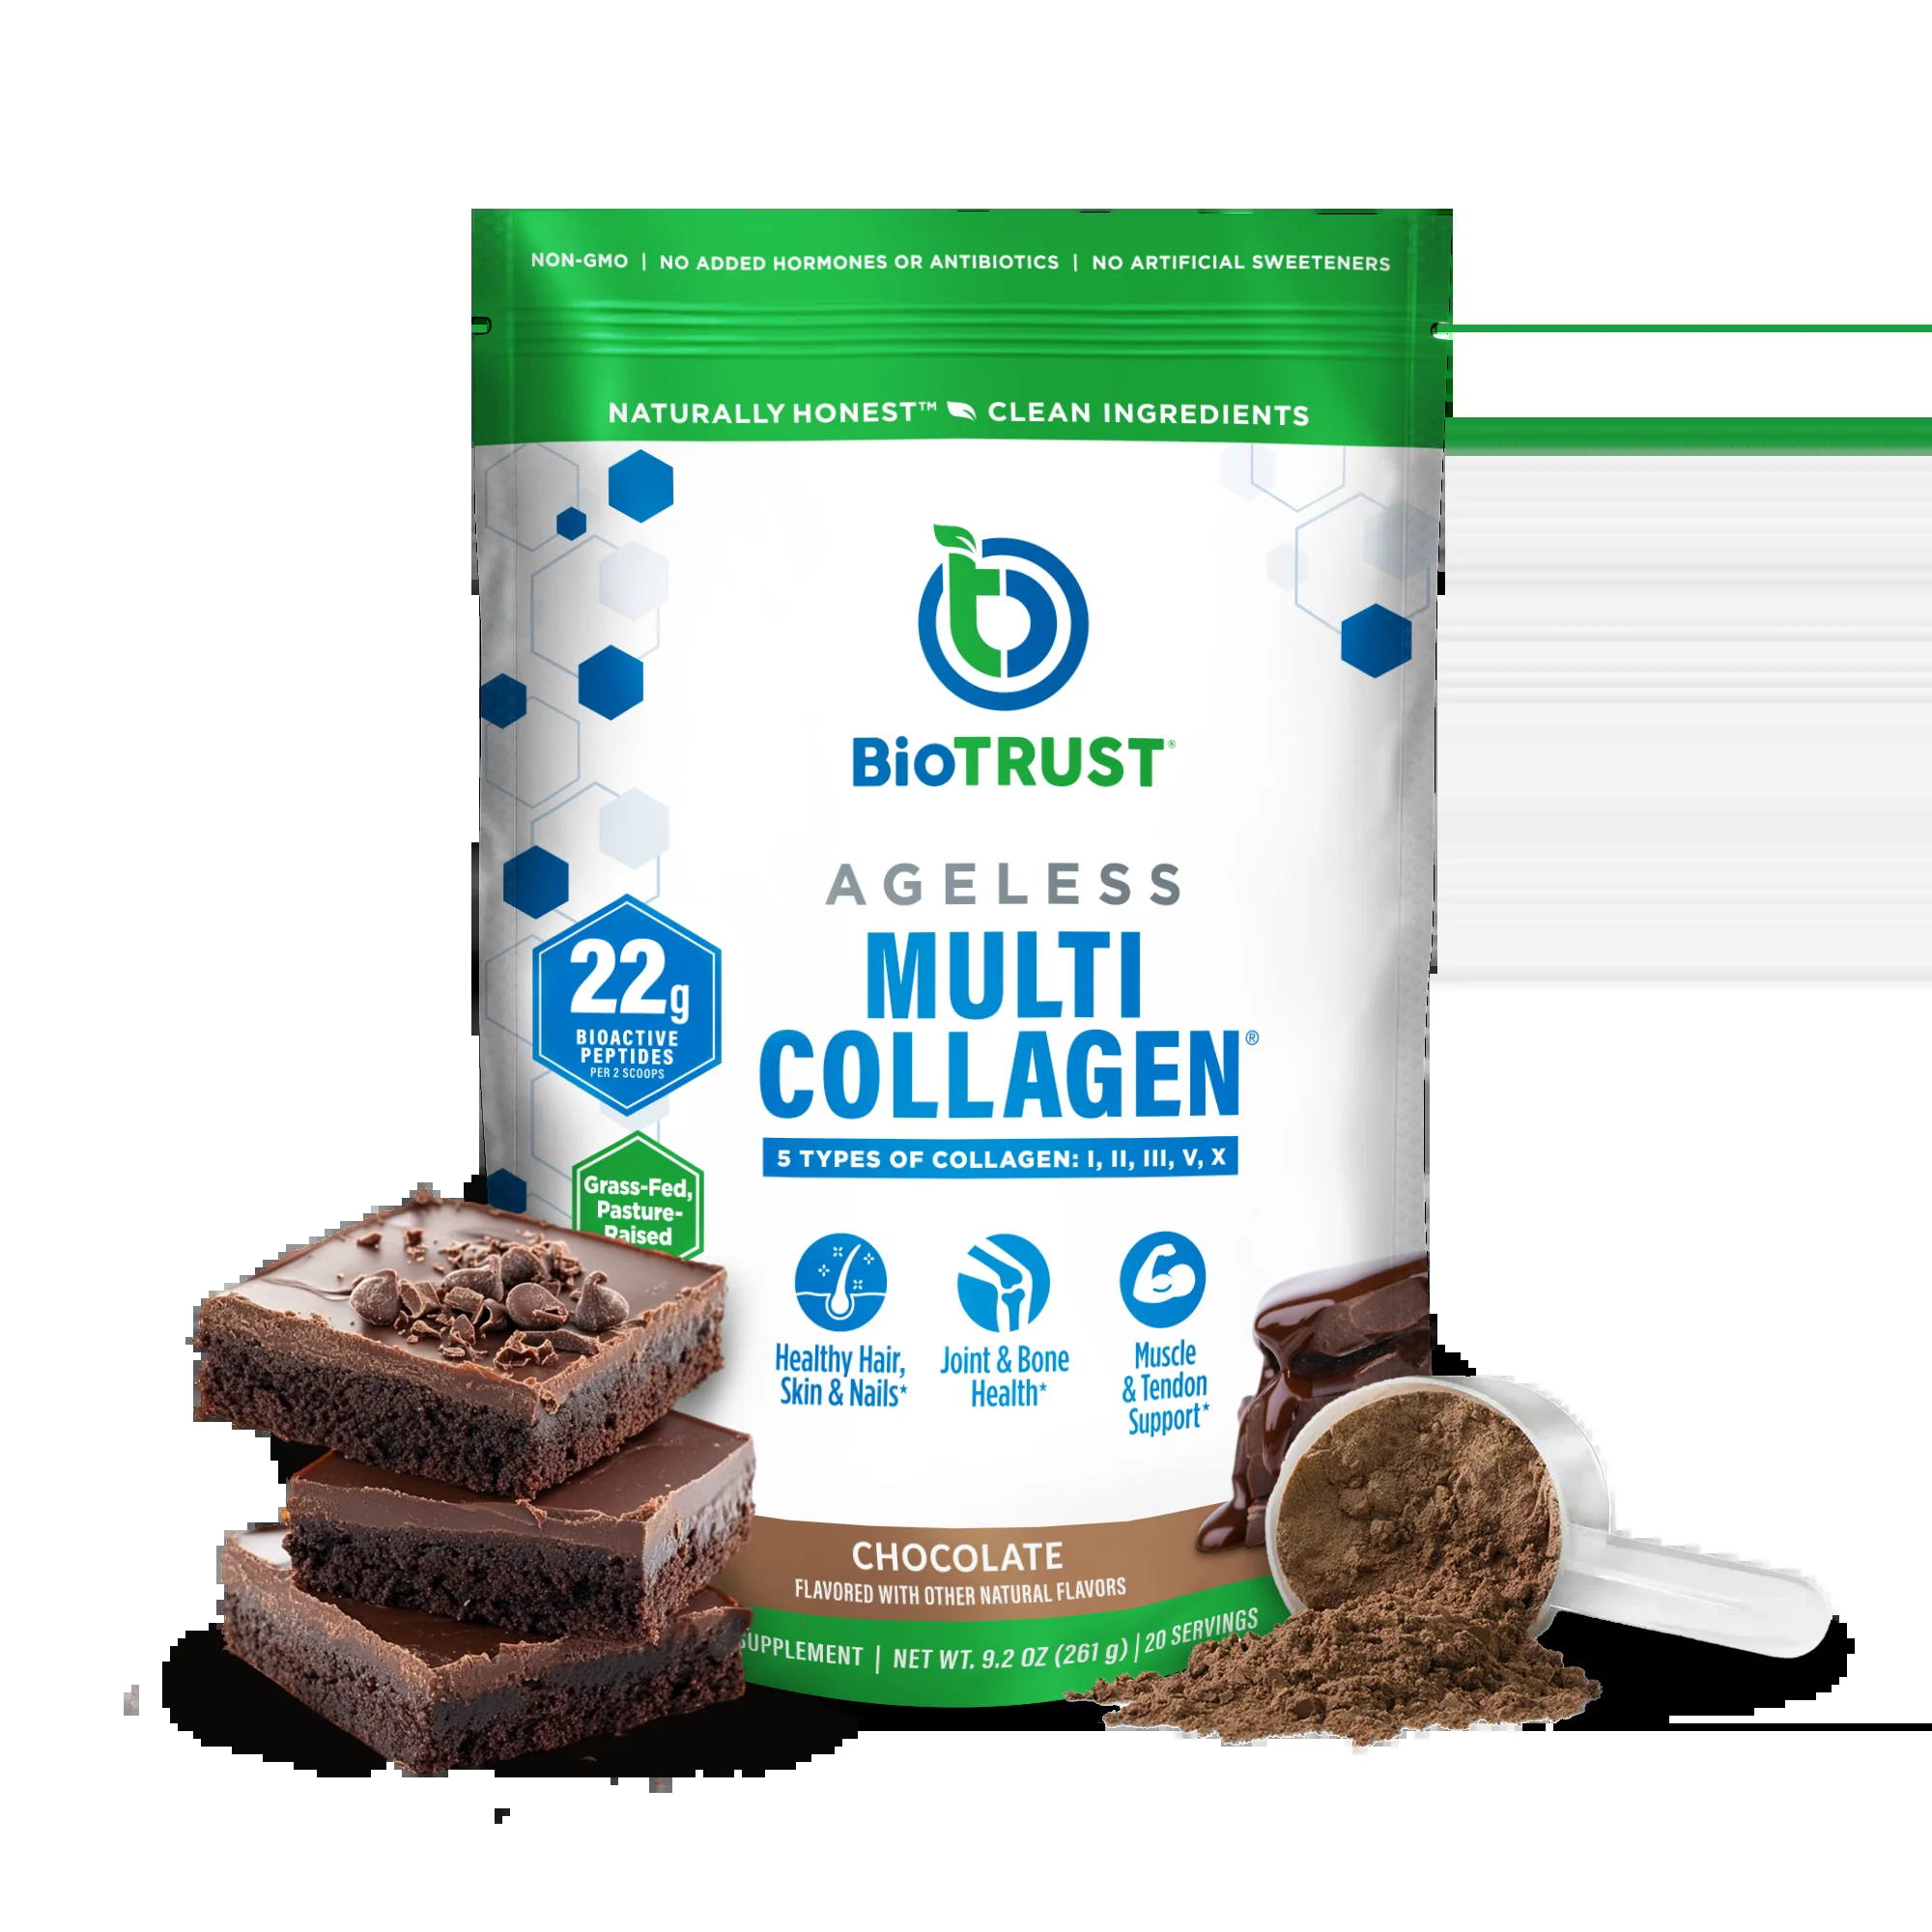 NON-GMO | NO ADDED HORMONES OR ANTIBIOTICS | NO ARTIFICIAL SWEETENERS
NATURALLY HONEST™ CLEAN INGREDIENTS
BioTRUST®
AGELESS
MULTI
COLLAGEN®
5 TYPES OF COLLAGEN: I, II, III, V, X
22g
BIOACTIVE
PEPTIDES
PER 2 SCOOPS
Grass-Fed,
Pasture-
Raised
Healthy Hair,
Skin & Nails*
Joint & Bone
Health*
Muscle
& Tendon
Support*
CHOCOLATE
FLAVORED WITH OTHER NATURAL FLAVORS
SUPPLEMENT | NET WT. 9.2 OZ (261 g) | 20 SERVINGS